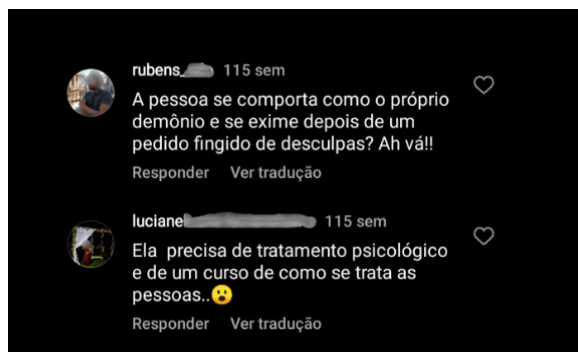 rubens_ 115 sem
A pessoa se comporta como o próprio
demônio e se exime depois de um
pedido fingido de desculpas? Ah vá!!
Responder Ver tradução
luciane 115 sem
Ela precisa de tratamento psicológico
e de um curso de como se trata as
pessoas..😮
Responder Ver tradução